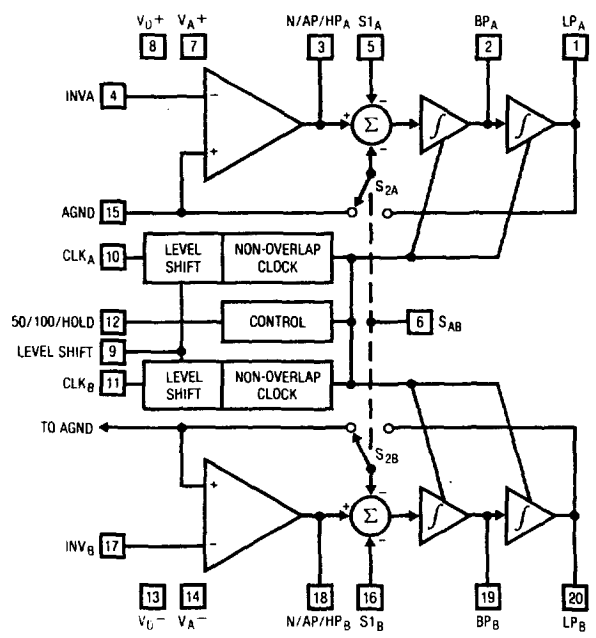 V_D+ V_A+ N/AP/HP_A S1_A BP_A LP_A
8 7 3 5 2 1
INVA 4 − + Σ − ∫ ∫
+ −
S_2A
AGND 15
CLK_A 10 LEVEL SHIFT NON-OVERLAP CLOCK
50/100/HOLD 12 CONTROL 6 S_AB
LEVEL SHIFT 9
CLK_B 11 LEVEL SHIFT NON-OVERLAP CLOCK
TO AGND
S_2B
+ −
INV_B 17 − + Σ − ∫ ∫
13 14 18 16 19 20
V_D− V_A− N/AP/HP_B S1_B BP_B LP_B